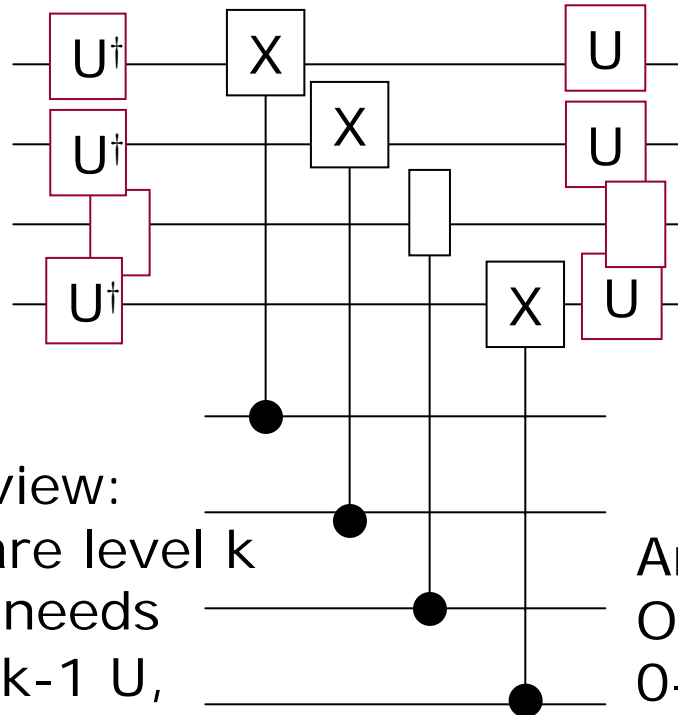 U† X U
U† X U
U† X U
view:
are level k
needs
k-1 U,
0-